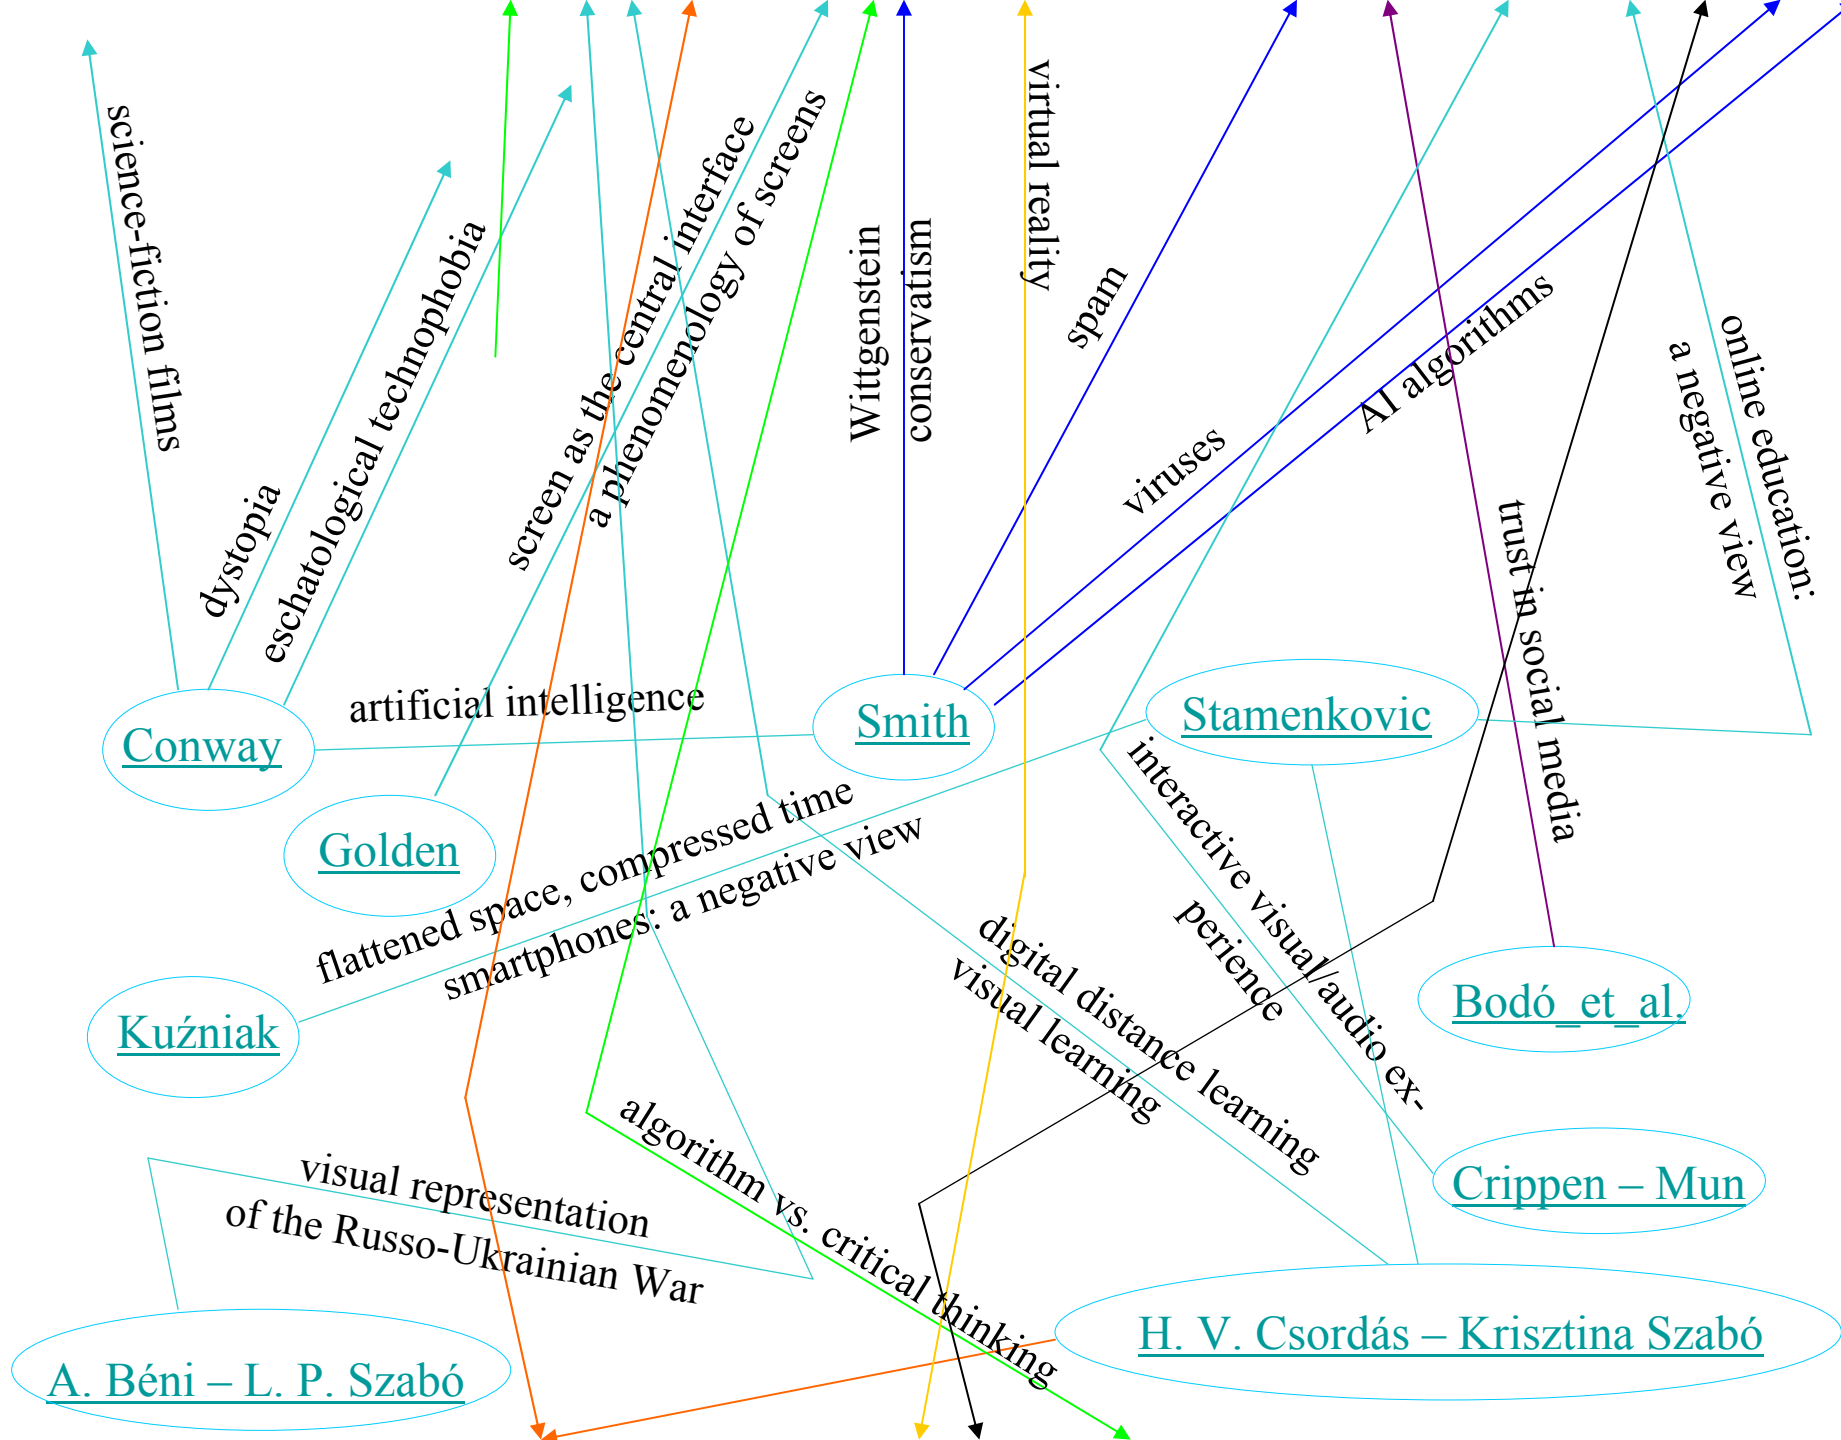 science-fiction films
dystopia
eschatological technophobia
screen as the central interface
a phenomenology of screens
Wittgenstein
conservatism
virtual reality
spam
viruses
AI algorithms
online education:
a negative view
trust in social media
artificial intelligence
Conway
Smith
Stamenkovic
Golden
flattened space, compressed time
smartphones: a negative view
interactive visual/audio ex-
perience
digital distance learning
visual learning
Kuźniak
Bodó_et_al.
algorithm vs. critical thinking
visual representation
of the Russo-Ukrainian War
Crippen – Mun
A. Béni – L. P. Szabó
H. V. Csordás – Krisztina Szabó